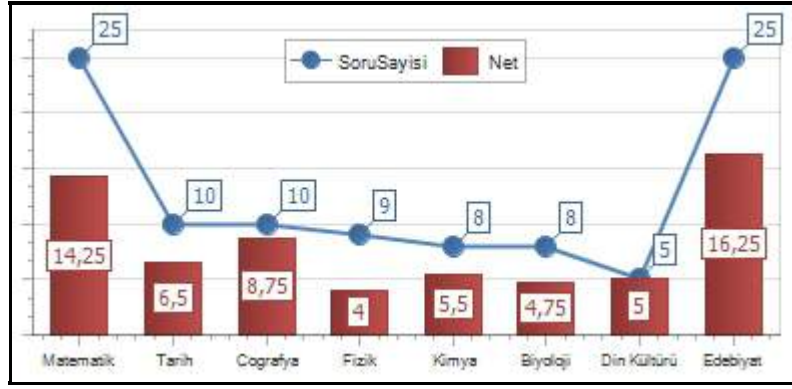 25
25
SoruSayisi
Net
10
10
9
8
8
5
14,25
6,5
8,75
4
5,5
4,75
5
16,25
Matematik
Tarih
Cografya
Fizik
Kimya
Biyoloji
Din Kültürü
Edebiyat